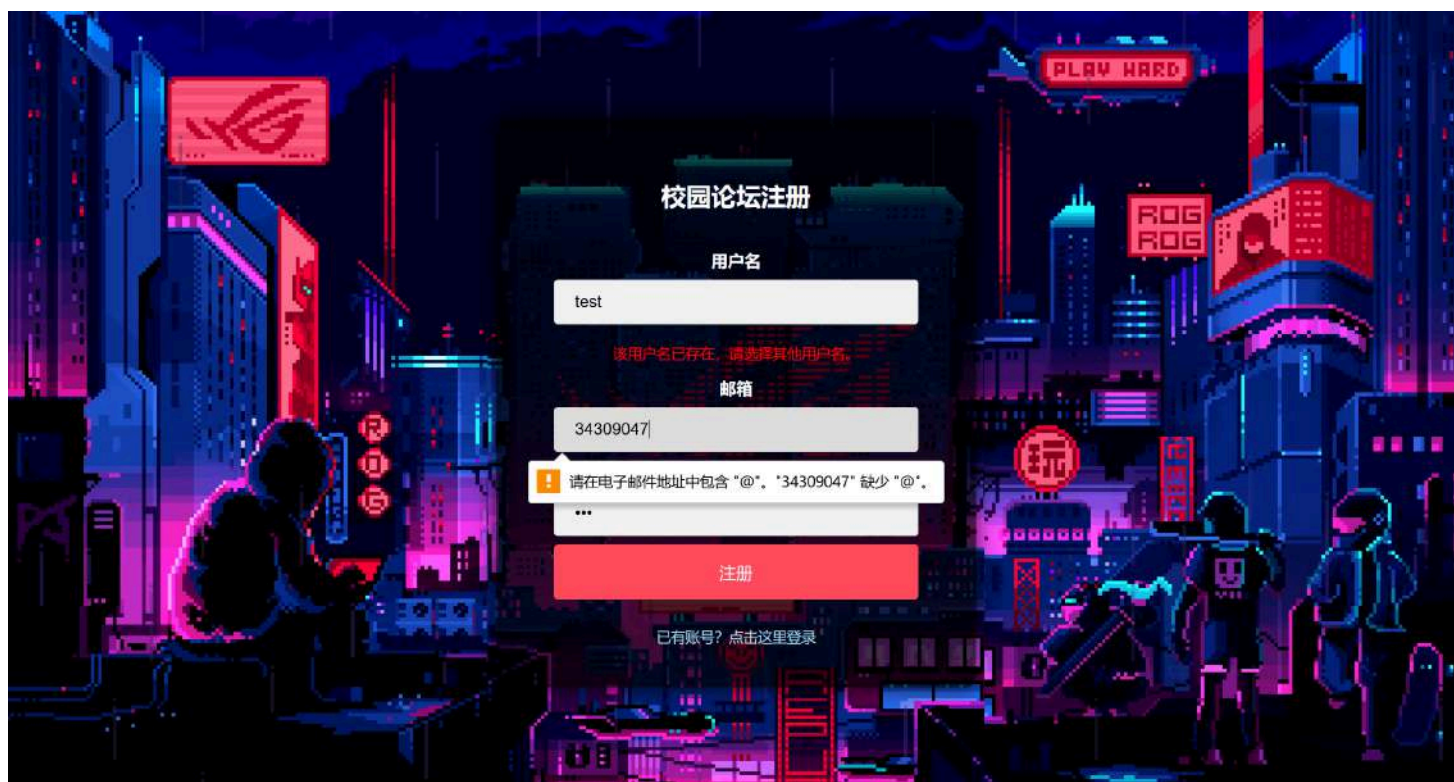 PLAY HARD
ROG
ROG
校园论坛注册
用户名
test
该用户名已存在，请选择其他用户名。
邮箱
34309047
请在电子邮件地址中包含 "@"。"34309047" 缺少 "@"。
•••
注册
已有账号？点击这里登录
R
O
G
玩